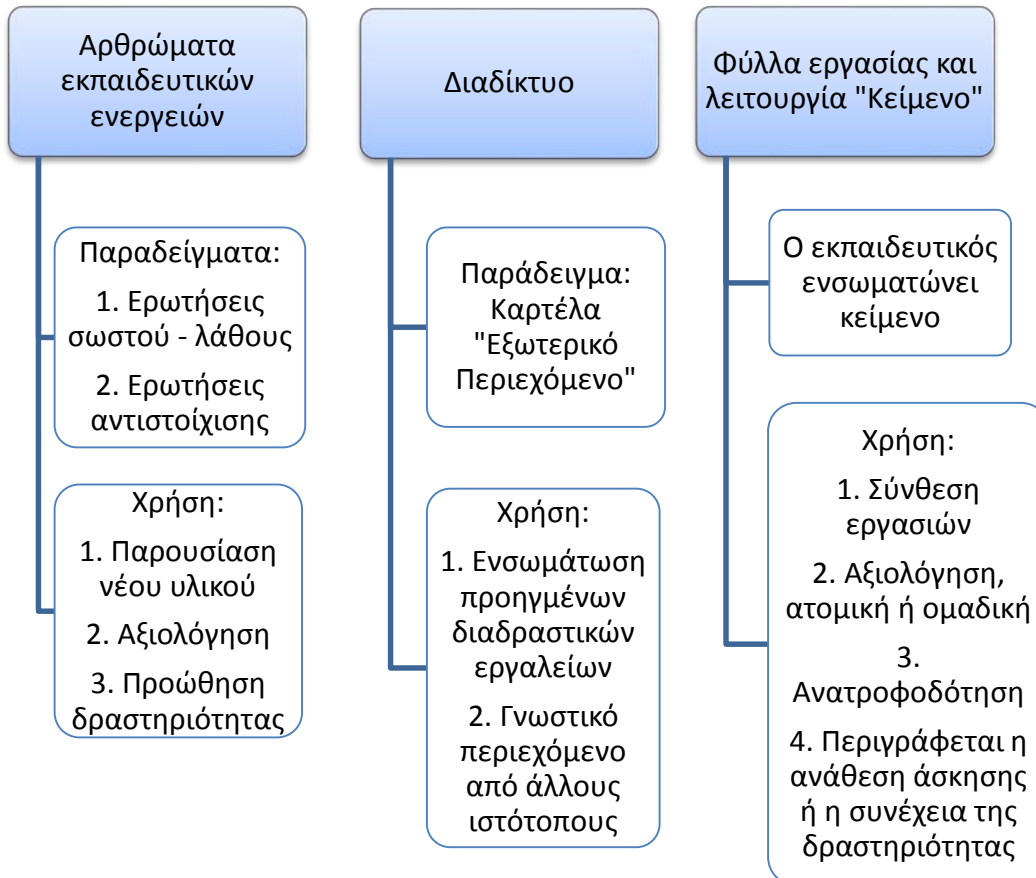 Αρθρώματα
εκπαιδευτικών
ενεργειών
Παραδείγματα:
1. Ερωτήσεις
σωστού - λάθους
2. Ερωτήσεις
αντιστοίχισης
Χρήση:
1. Παρουσίαση
νέου υλικού
2. Αξιολόγηση
3. Προώθηση
δραστηριότητας
Διαδίκτυο
Παράδειγμα:
Καρτέλα
"Εξωτερικό
Περιεχόμενο"
Χρήση:
1. Ενσωμάτωση
προηγμένων
διαδραστικών
εργαλείων
2. Γνωστικό
περιεχόμενο
από άλλους
ιστότοπους
Φύλλα εργασίας και
λειτουργία "Κείμενο"
Ο εκπαιδευτικός
ενσωματώνει
κείμενο
Χρήση:
1. Σύνθεση
εργασιών
2. Αξιολόγηση,
ατομική ή ομαδική
3.
Ανατροφοδότηση
4. Περιγράφεται η
ανάθεση άσκησης
ή η συνέχεια της
δραστηριότητας